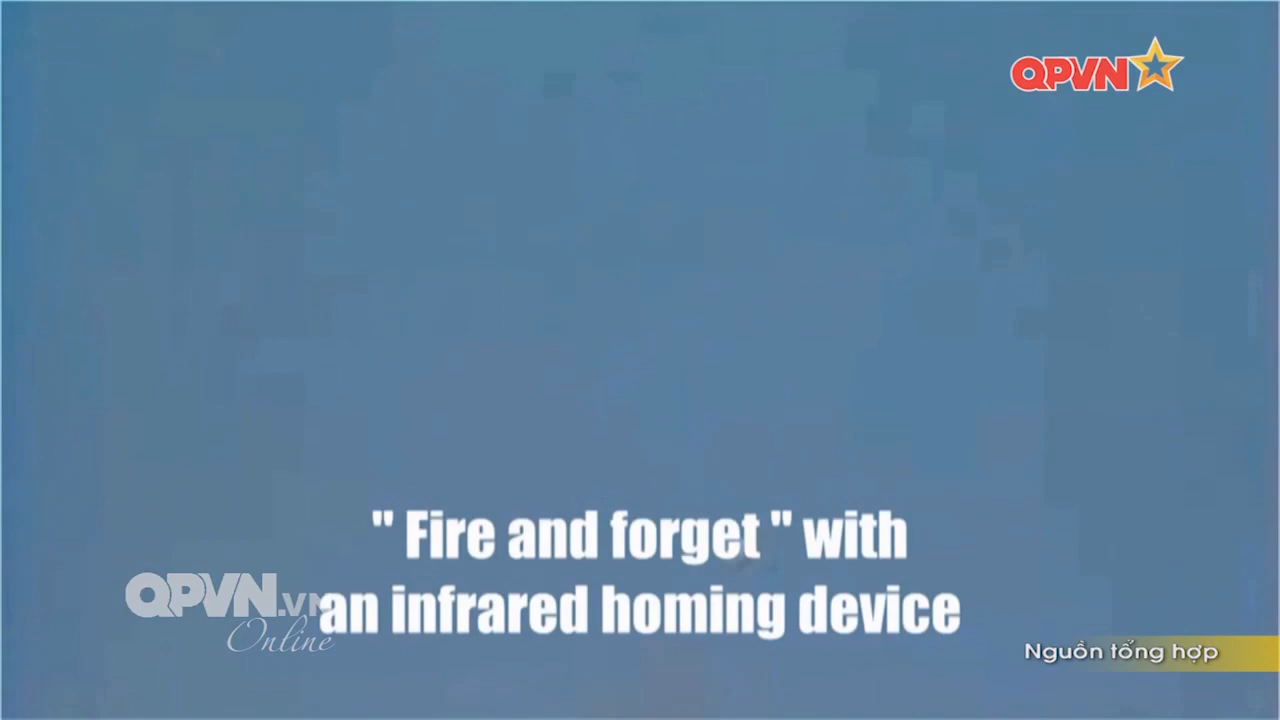 QPVN
" Fire and forget " with
an infrared homing device
QPVN.VN
Online
Nguồn tổng hợp